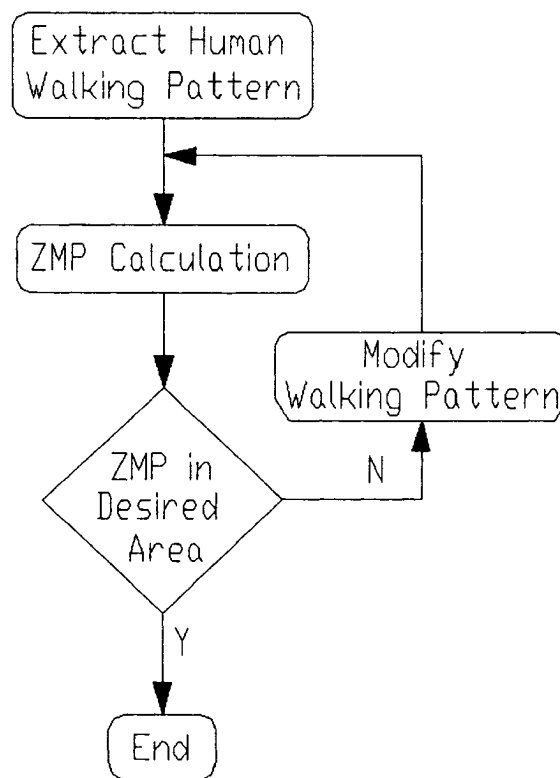 Extract Human
Walking Pattern
ZMP Calculation
Modify
Walking Pattern
ZMP in
Desired
Area
N
Y
End